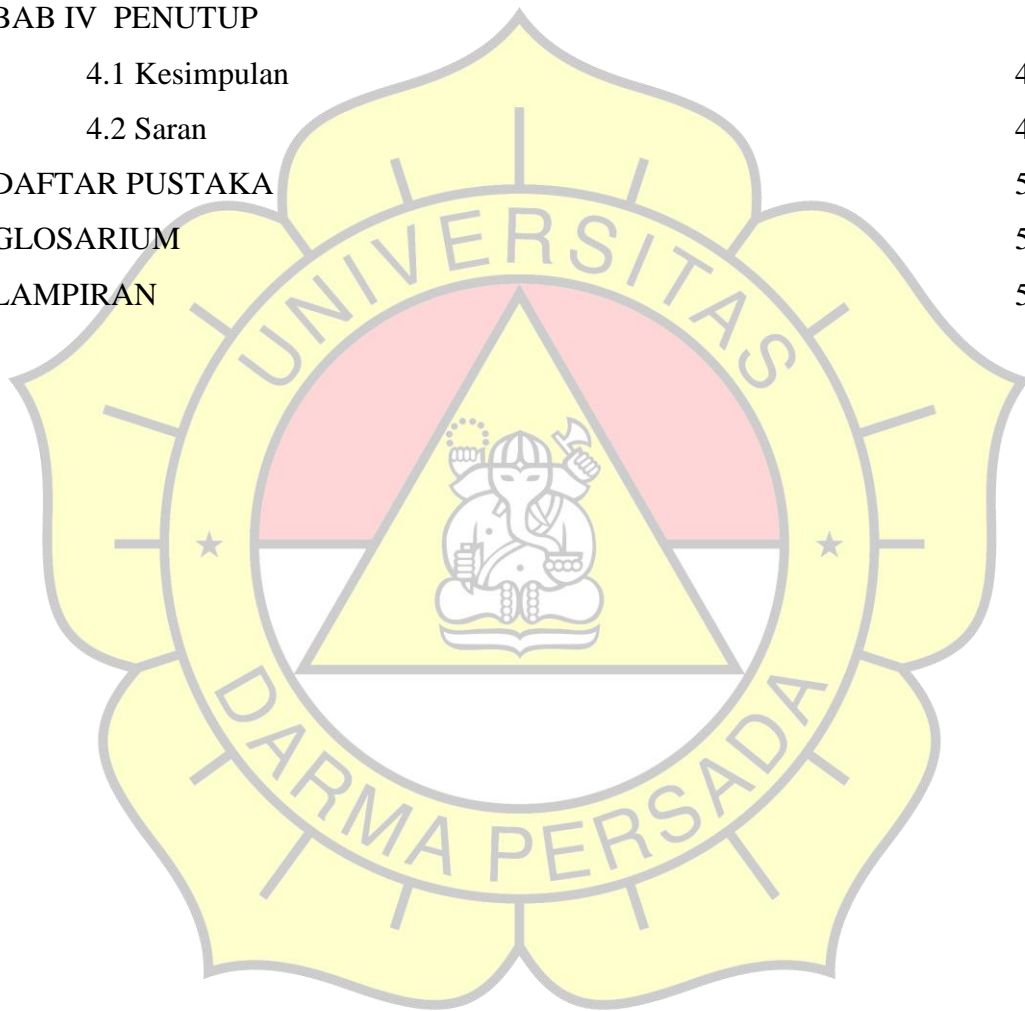 BAB IV PENUTUP
4.1 Kesimpulan 4
4.2 Saran 4
DAFTAR PUSTAKA 5
GLOSARIUM 5
LAMPIRAN 5
UNIVERSITAS
DARMA PERSADA